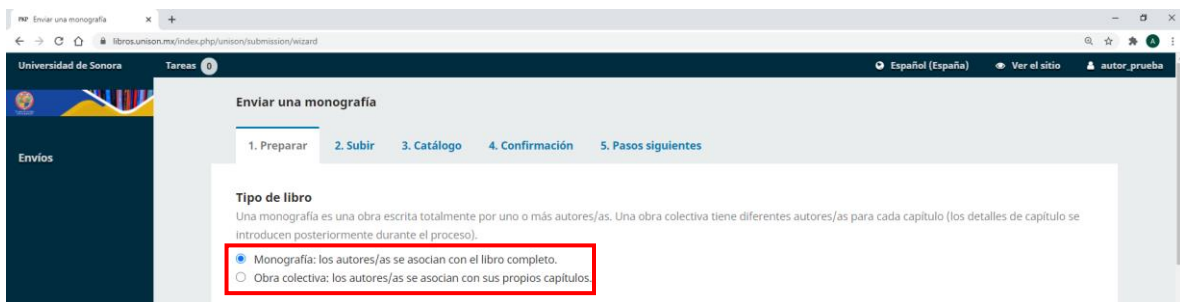 PKP Enviar una monografía
libros.unison.mx/index.php/unison/submission/wizard
Universidad de Sonora Tareas 0 Español (España) Ver el sitio autor_prueba
Enviar una monografía
Envíos
1. Preparar 2. Subir 3. Catálogo 4. Confirmación 5. Pasos siguientes
Tipo de libro
Una monografía es una obra escrita totalmente por uno o más autores/as. Una obra colectiva tiene diferentes autores/as para cada capítulo (los detalles de capítulo se
introducen posteriormente durante el proceso).
Monografía: los autores/as se asocian con el libro completo.
Obra colectiva: los autores/as se asocian con sus propios capítulos.